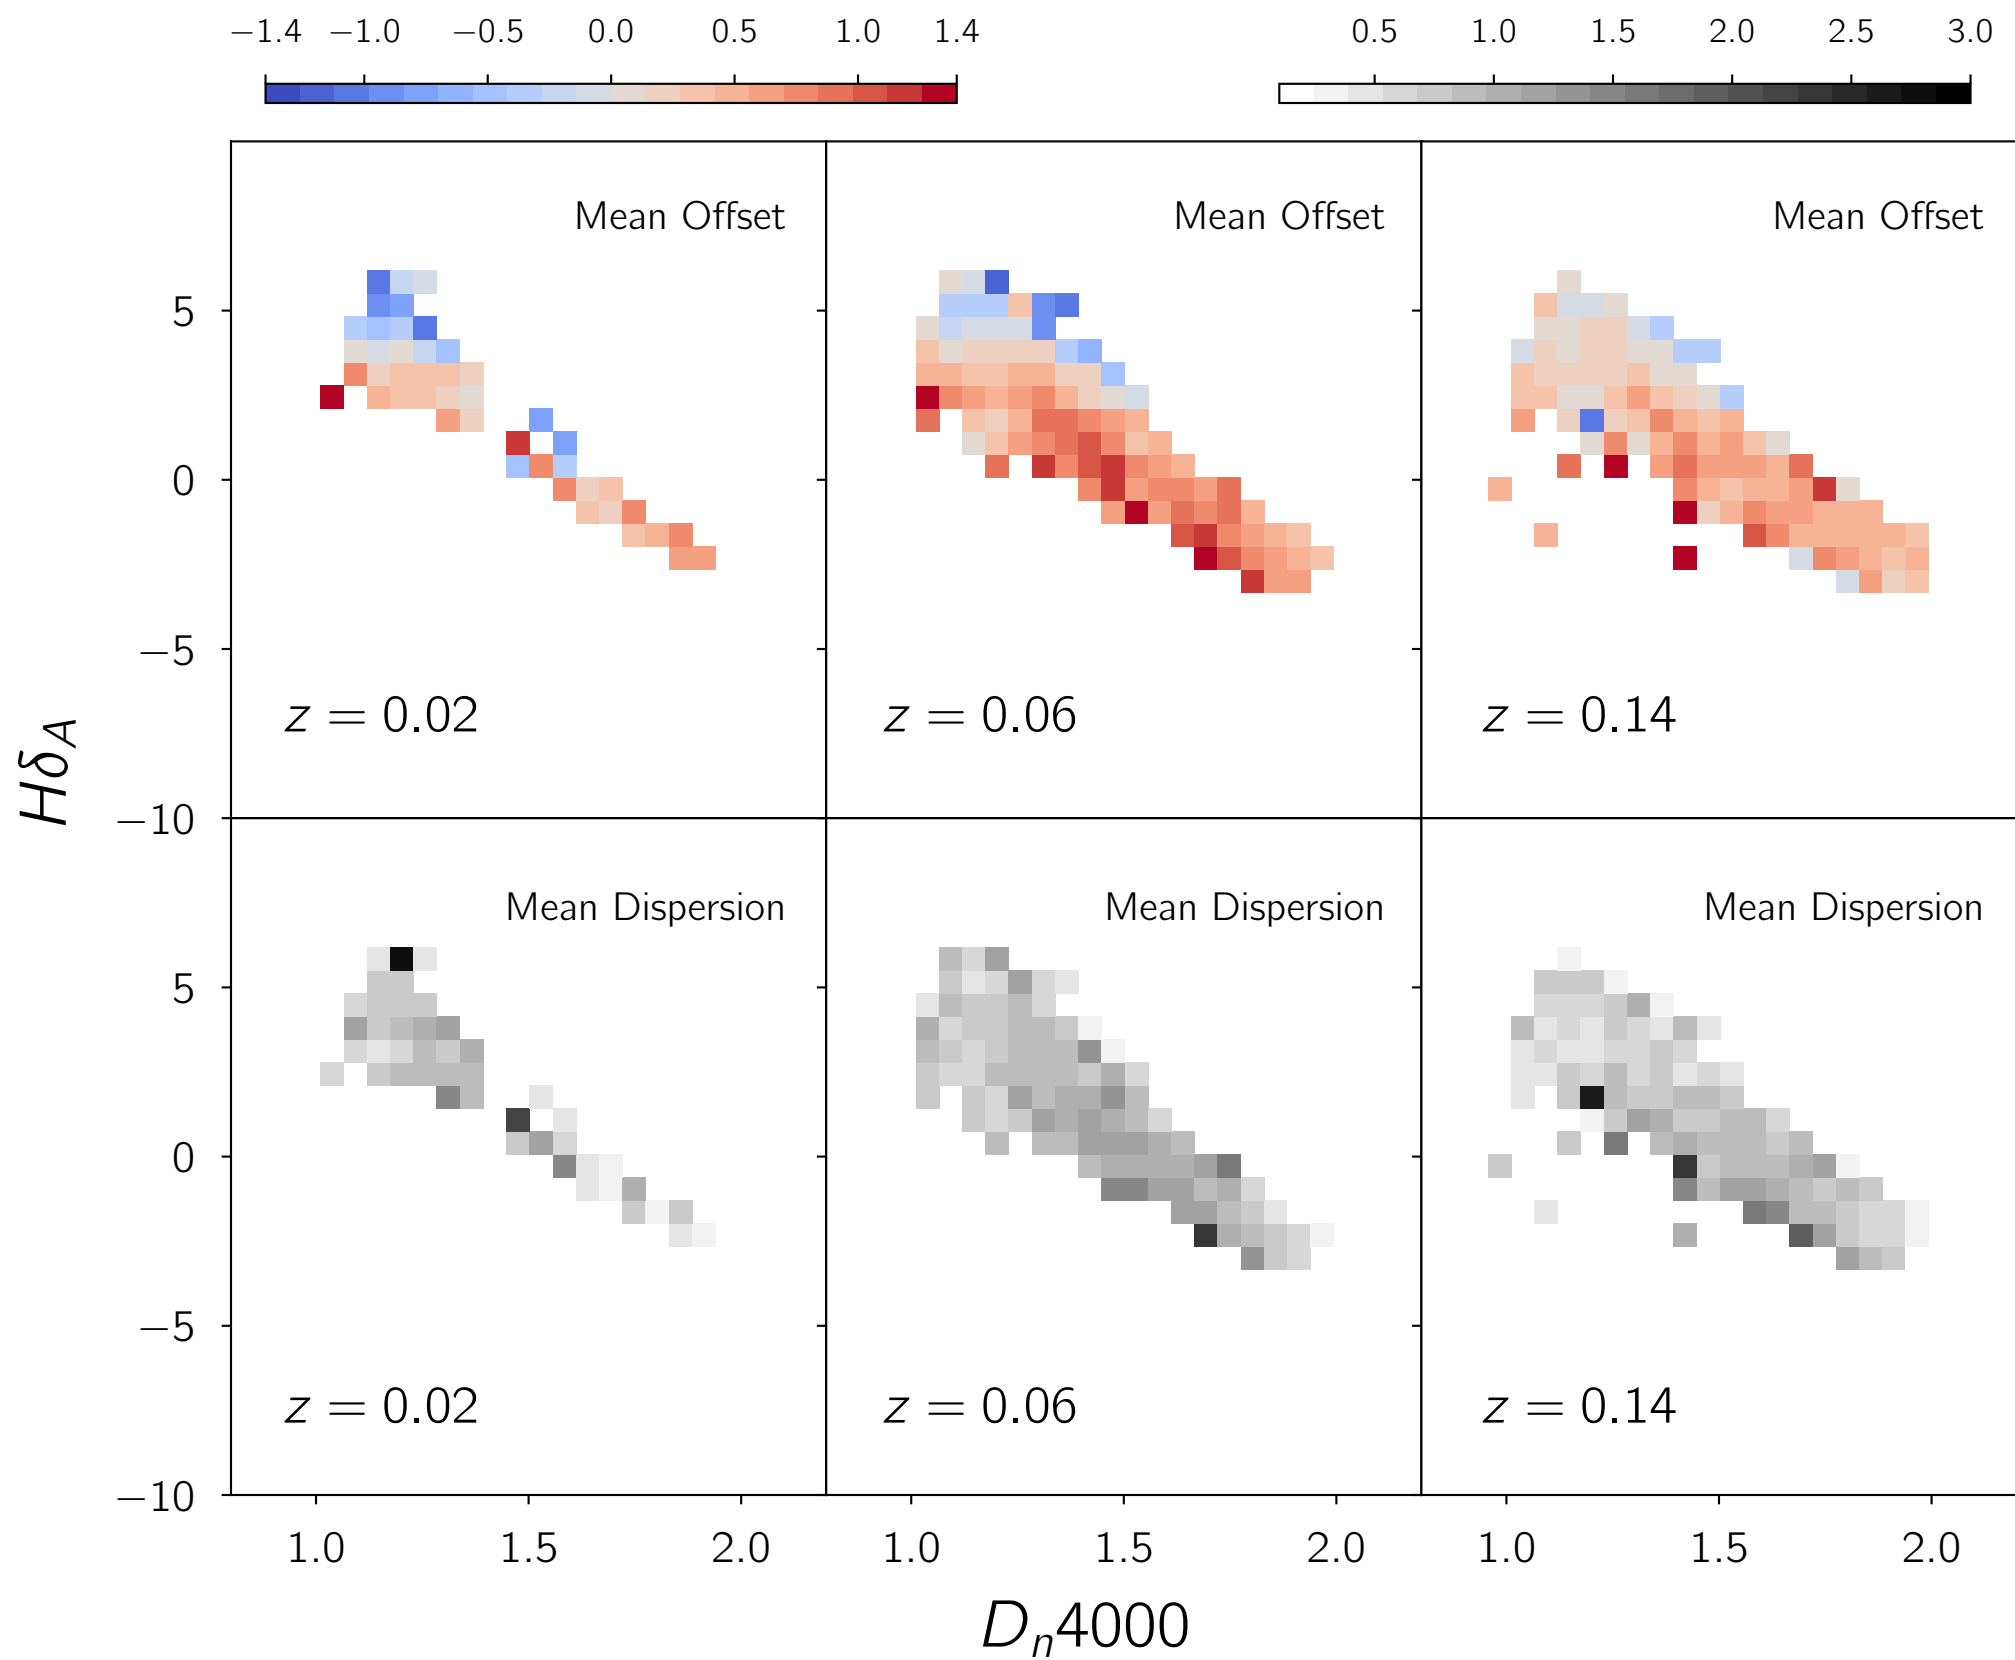 −1.4 −1.0 −0.5 0.0 0.5 1.0 1.4
0.5 1.0 1.5 2.0 2.5 3.0
Mean Offset
Mean Offset
Mean Offset
5
0
−5
−10
z = 0.02
z = 0.06
z = 0.14
HδA
Mean Dispersion
Mean Dispersion
Mean Dispersion
5
0
−5
−10
z = 0.02
z = 0.06
z = 0.14
1.0 1.5 2.0
1.0 1.5 2.0
1.0 1.5 2.0
Dn4000